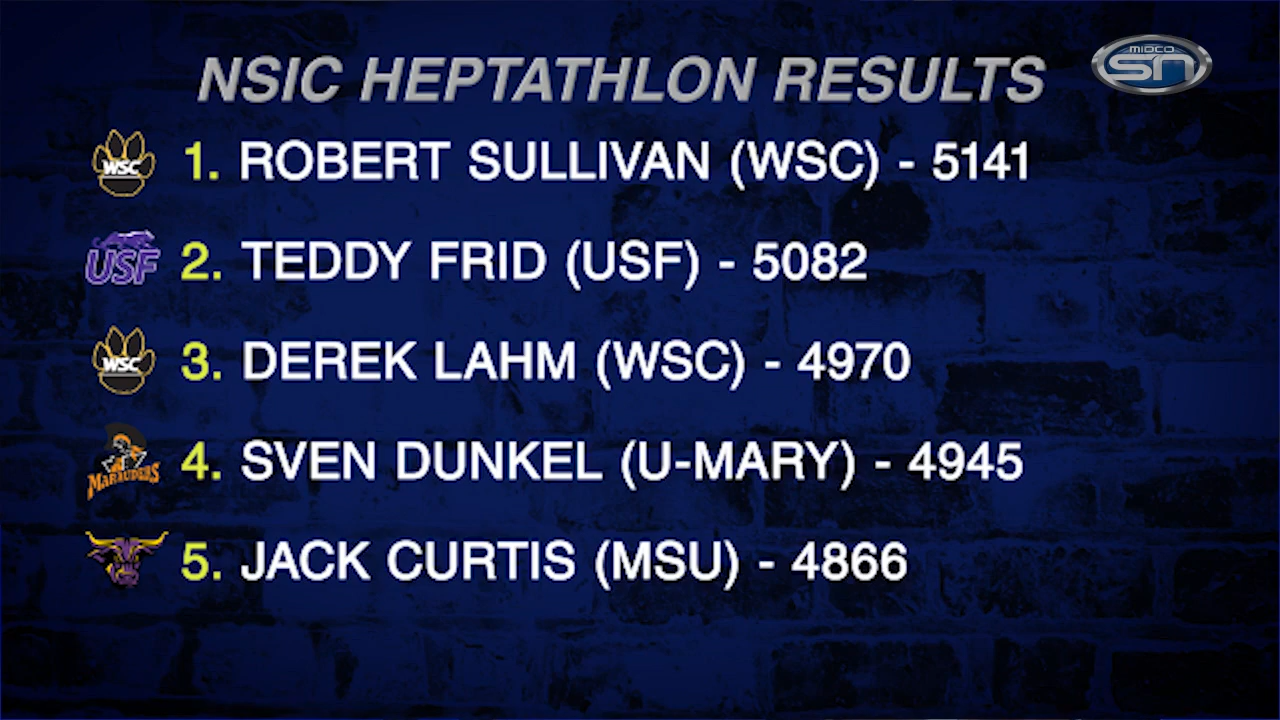 NSIC HEPTATHLON RESULTS
MIDCO
SN
WSC 1. ROBERT SULLIVAN (WSC) - 5141
USF 2. TEDDY FRID (USF) - 5082
WSC 3. DEREK LAHM (WSC) - 4970
MARAUDERS 4. SVEN DUNKEL (U-MARY) - 4945
5. JACK CURTIS (MSU) - 4866